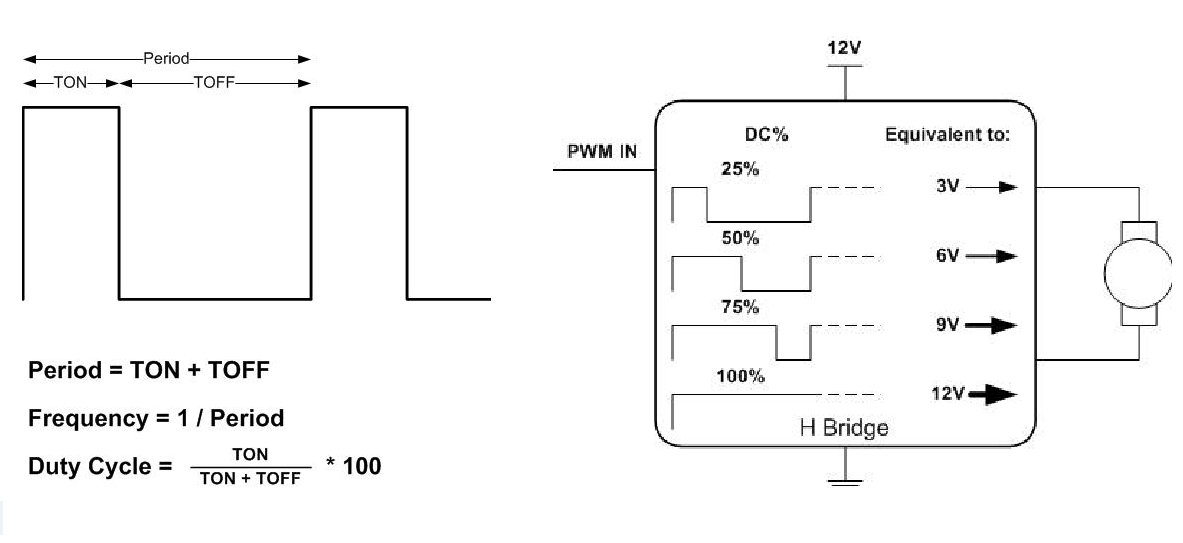 Period
TON
TOFF
Period = TON + TOFF
Frequency = 1 / Period
Duty Cycle = TON / TON + TOFF * 100
12V
PWM IN
DC%
Equivalent to:
25%
3V
50%
6V
75%
9V
100%
12V
H Bridge